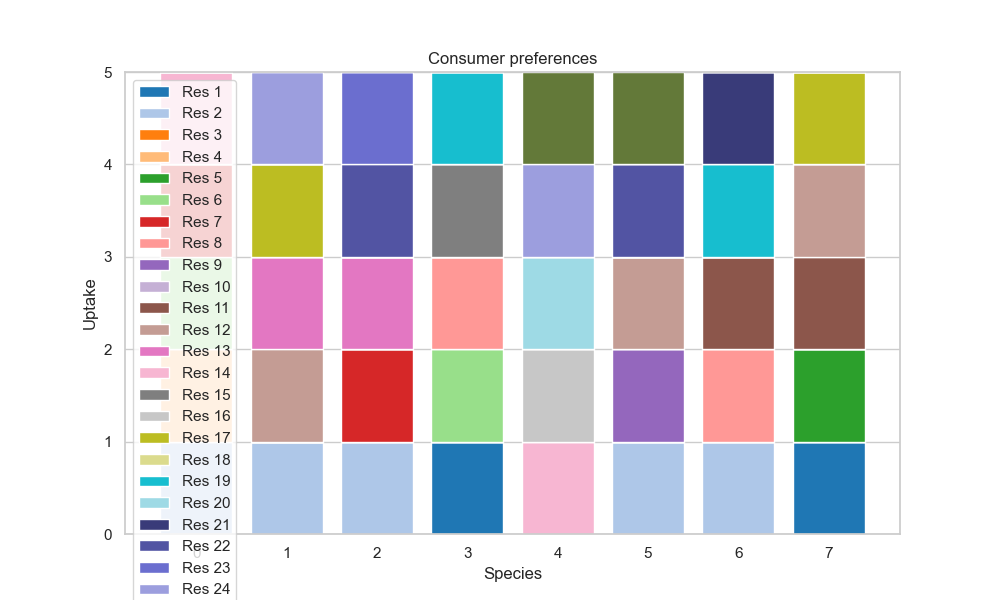 Consumer preferences
5
4
3
2
1
0
Uptake
Res 1
Res 2
Res 3
Res 4
Res 5
Res 6
Res 7
Res 8
Res 9
Res 10
Res 11
Res 12
Res 13
Res 14
Res 15
Res 16
Res 17
Res 18
Res 19
Res 20
Res 21
Res 22
Res 23
Res 24
0 1 2 3 4 5 6 7
Species